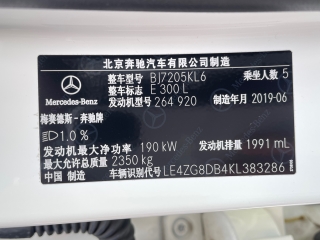 北京奔驰汽车有限公司制造
整车型号 BJ7205KL6 乘坐人数 5
整车标志 E 300 L
Mercedes-Benz 发动机型号 264 920 制造年月 2019-06
梅赛德斯-奔驰牌
1.0 %
发动机最大净功率 190 kW 发动机排量 1991 mL
最大允许总质量 2350 kg
中国 制造 车辆识别代号 LE4ZG8DB4KL383286